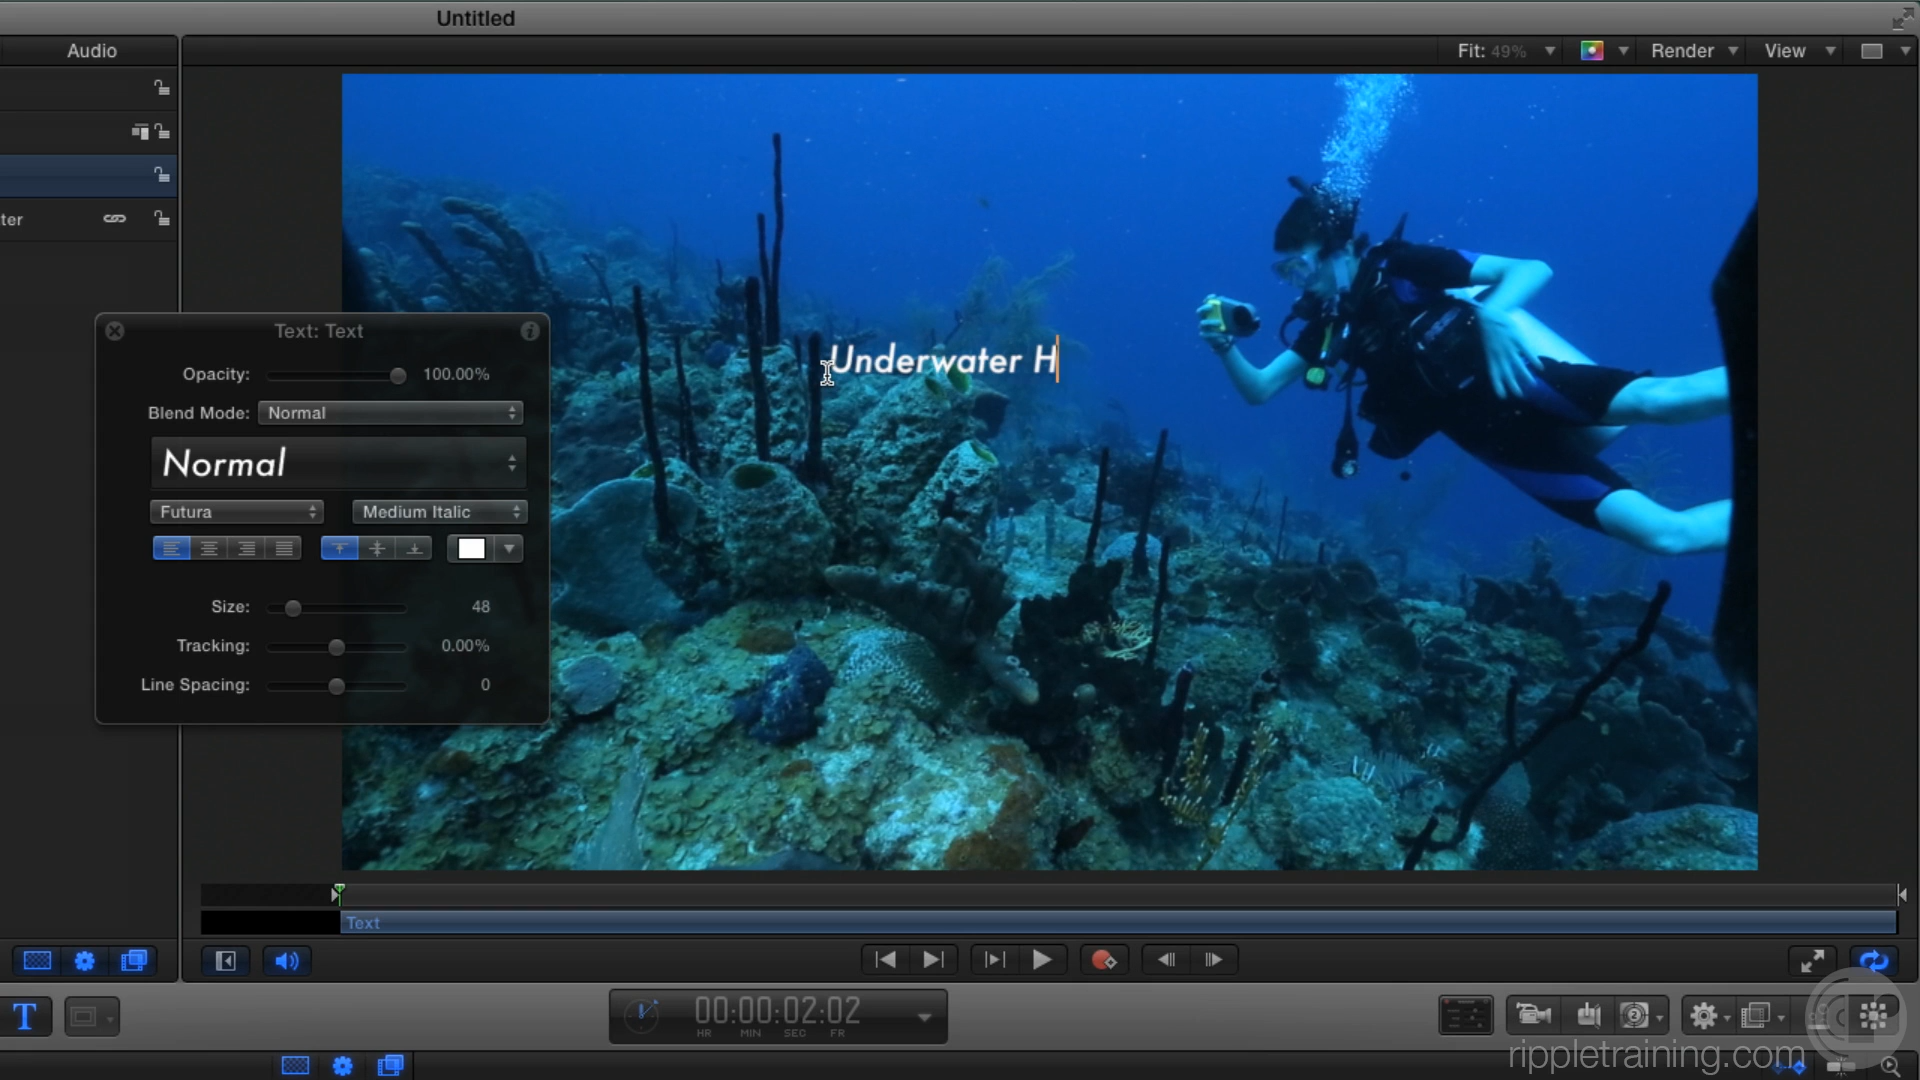 Untitled
Audio
Fit: 49%
Render
View
ter
Text: Text
Opacity: 100.00%
Blend Mode: Normal
Normal
Futura
Medium Italic
Size: 48
Tracking: 0.00%
Line Spacing: 0
Underwater H
Text
T
00:00:02:02
HR MIN SEC FR
rippletraining.com